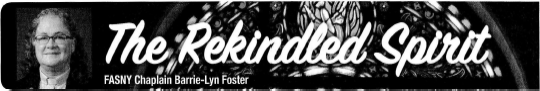 The Rekindled Spirit
FASNY Chaplain Barrie-Lyn Foster